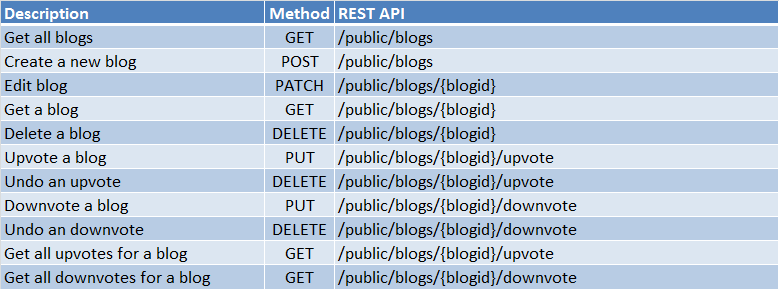 Description Method REST API
Get all blogs GET /public/blogs
Create a new blog POST /public/blogs
Edit blog PATCH /public/blogs/{blogid}
Get a blog GET /public/blogs/{blogid}
Delete a blog DELETE /public/blogs/{blogid}
Upvote a blog PUT /public/blogs/{blogid}/upvote
Undo an upvote DELETE /public/blogs/{blogid}/upvote
Downvote a blog PUT /public/blogs/{blogid}/downvote
Undo an downvote DELETE /public/blogs/{blogid}/downvote
Get all upvotes for a blog GET /public/blogs/{blogid}/upvote
Get all downvotes for a blog GET /public/blogs/{blogid}/downvote